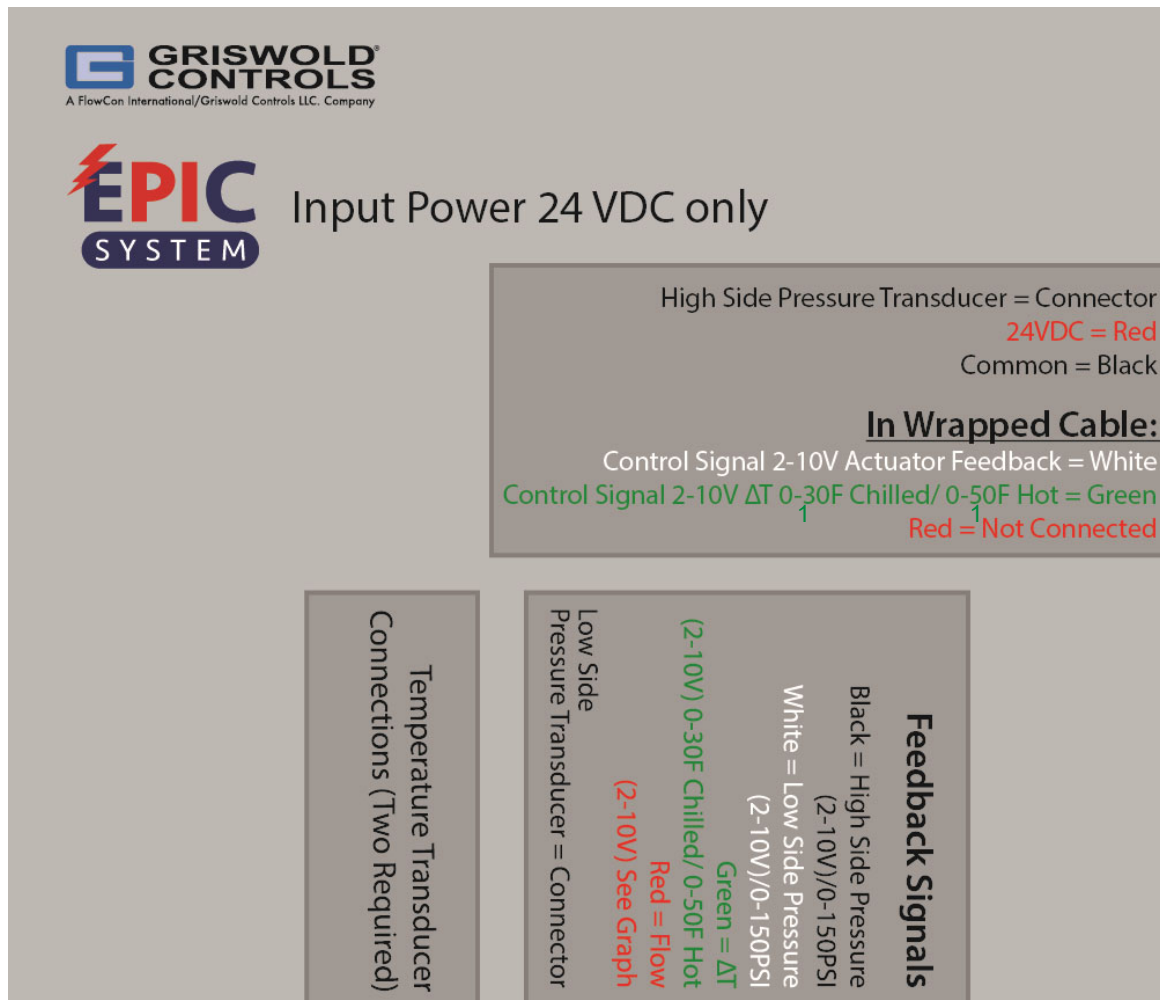 GRISWOLD®
CONTROLS
A FlowCon International/Griswold Controls LLC. Company
EPIC
SYSTEM
Input Power 24 VDC only
High Side Pressure Transducer = Connector
24VDC = Red
Common = Black
In Wrapped Cable:
Control Signal 2-10V Actuator Feedback = White
Control Signal 2-10V ΔT 0-30F Chilled/ 0-50F Hot = Green
1 1
Red = Not Connected
Temperature Transducer
Connections (Two Required)
Feedback Signals
Black = High Side Pressure
(2-10V)/0-150PSI
White = Low Side Pressure
(2-10V)/0-150PSI
Green = ΔT
(2-10V) 0-30F Chilled/ 0-50F Hot
Red = Flow
(2-10V) See Graph
Low Side
Pressure Transducer = Connector